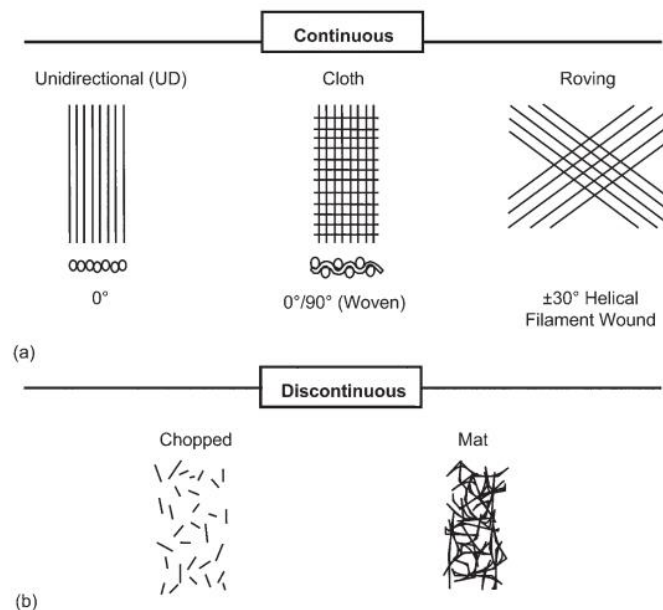 Continuous
Unidirectional (UD)
Cloth
Roving
0°
0°/90° (Woven)
±30° Helical
Filament Wound
(a)
Discontinuous
Chopped
Mat
(b)